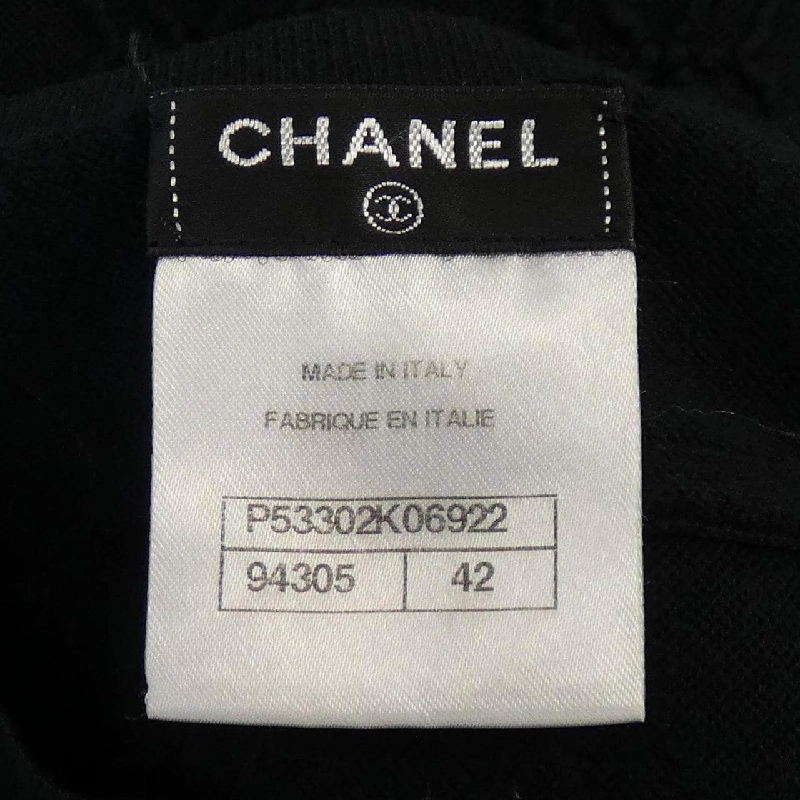 CHANEL
MADE IN ITALY
FABRIQUE EN ITALIE
P53302K06922
94305 42